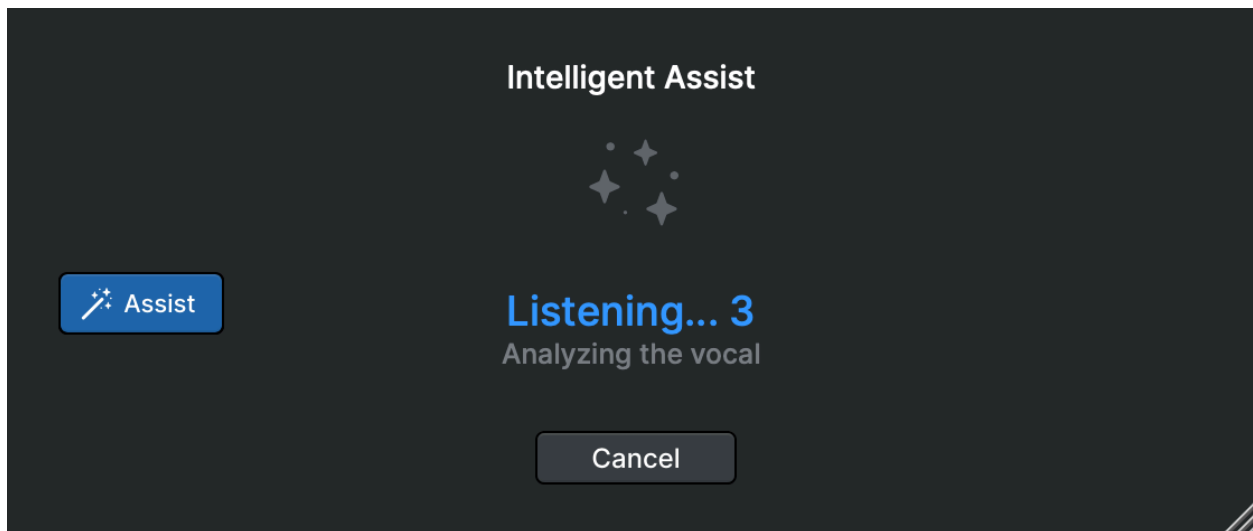 Intelligent Assist
Assist
Listening... 3
Analyzing the vocal
Cancel